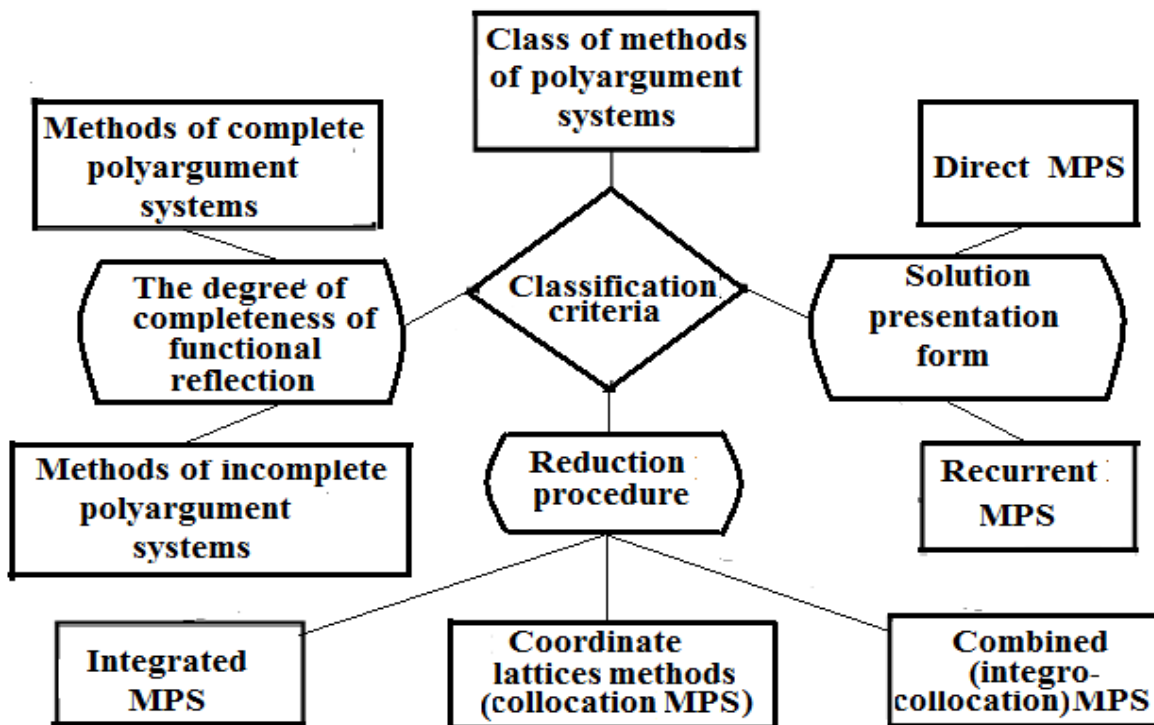 Class of methods
of polyargument
systems
Methods of complete
polyargument
systems
Direct MPS
The degree of
completeness of
functional
reflection
Classification
criteria
Solution
presentation
form
Methods of incomplete
polyargument
systems
Reduction
procedure
Recurrent
MPS
Integrated
MPS
Coordinate
lattices methods
(collocation MPS)
Combined
(integro-
collocation)MPS